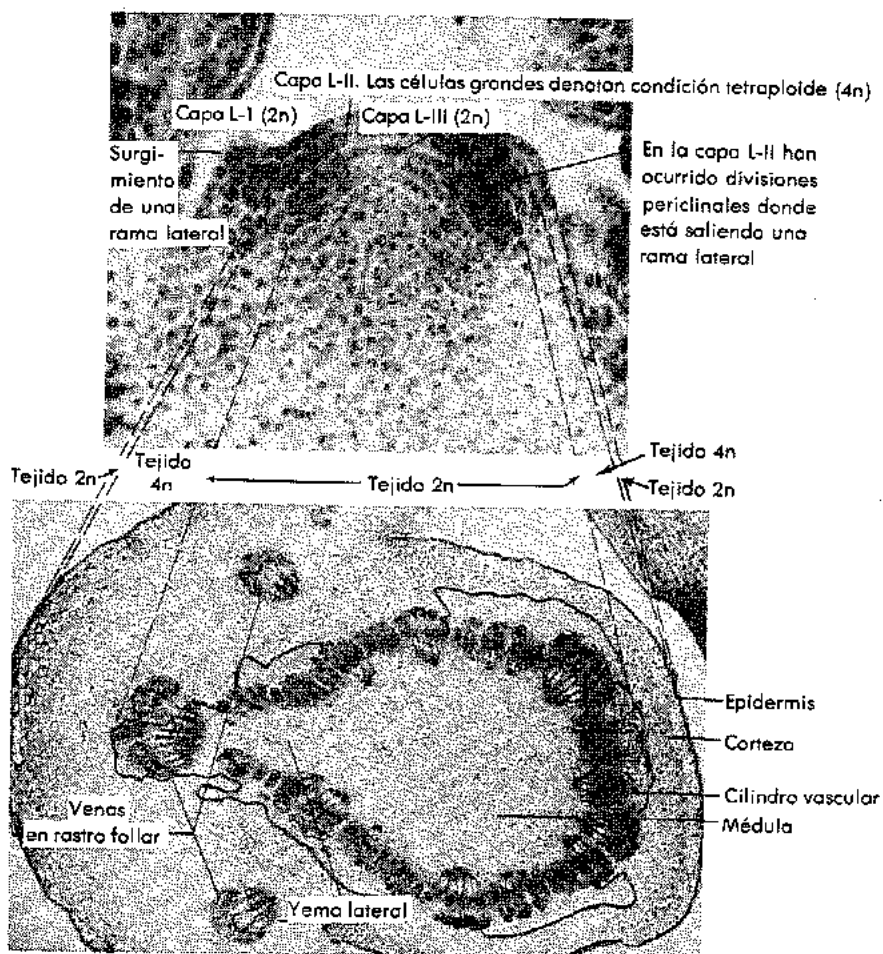 Capa L-II. Las células grandes denotan condición tetraploide (4n)
Capa L-I (2n)
Capa L-III (2n)
Surgi-
miento
de una
rama lateral
En la capa L-II han
ocurrido divisiones
periclinales donde
está saliendo una
rama lateral
Tejido 2n
Tejido
4n
Tejido 2n
Tejido 4n
Tejido 2n
Epidermis
Corteza
Cilindro vascular
Médula
Venas
en rastro foliar
Yema lateral